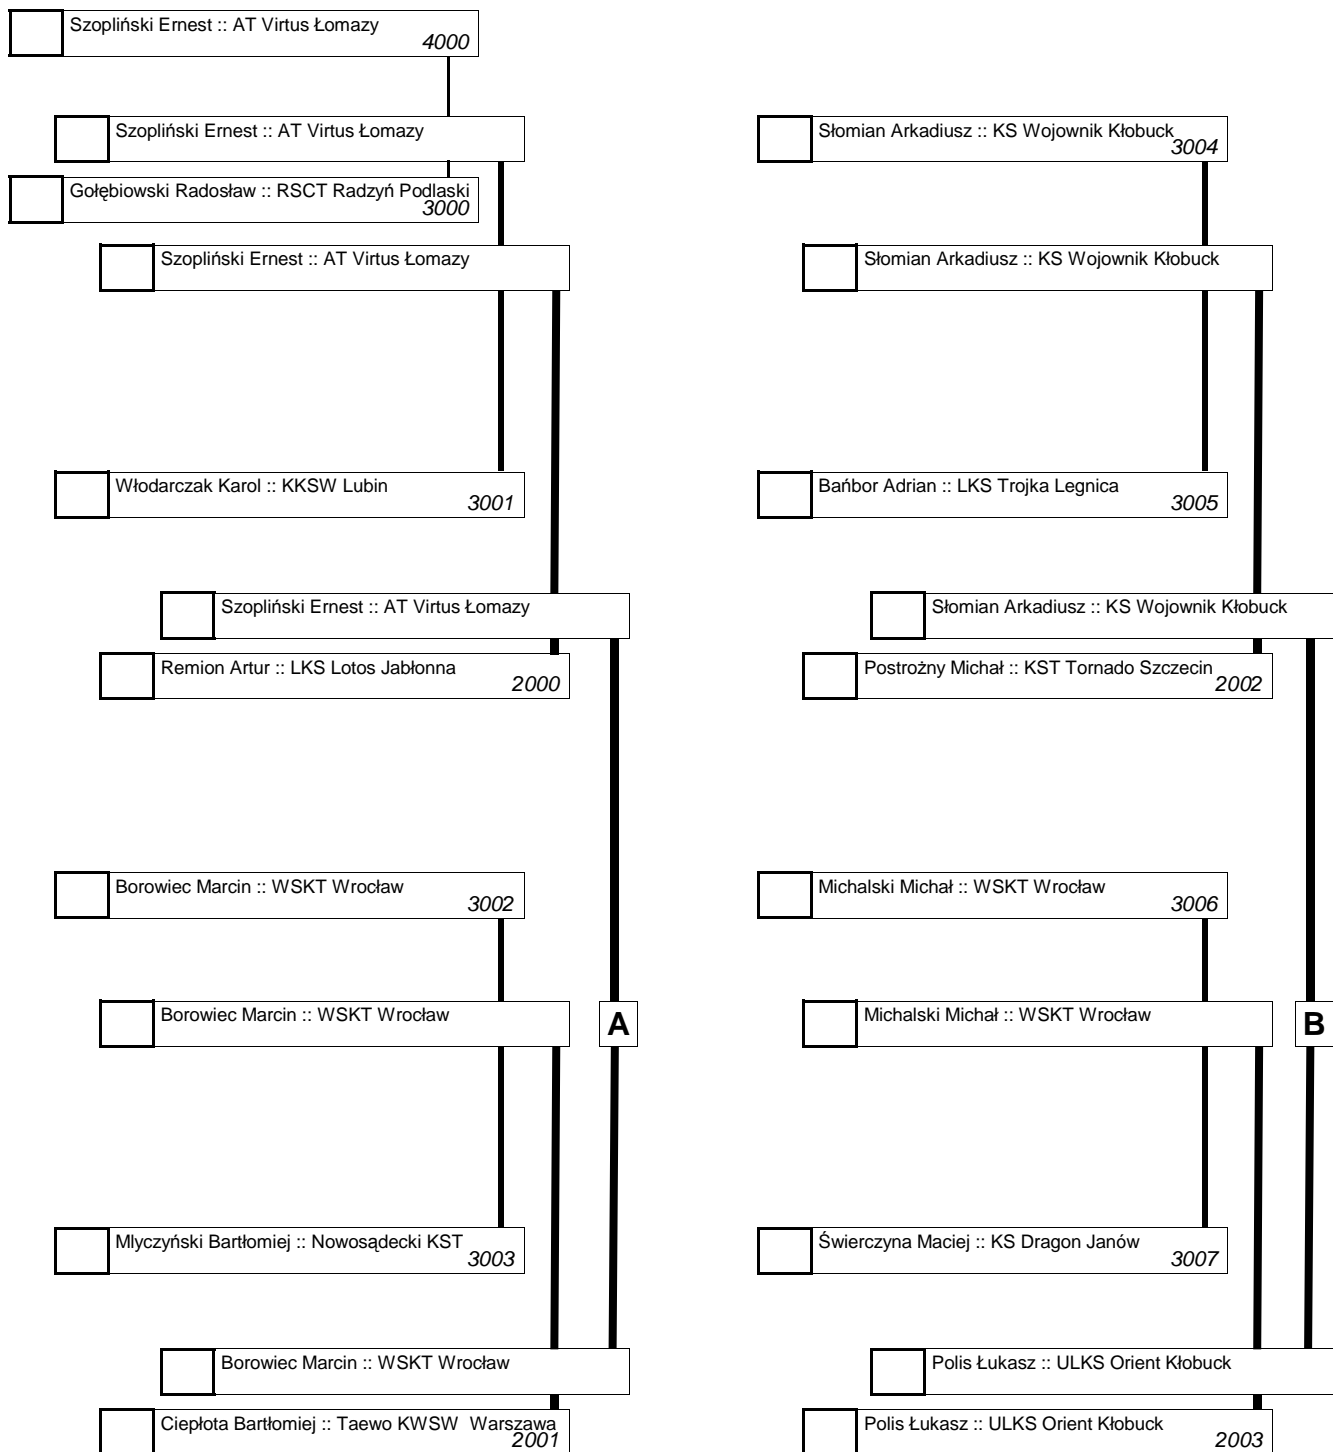 Szopliński Ernest :: AT Virtus Łomazy
4000
Szopliński Ernest :: AT Virtus Łomazy
Gołębiowski Radosław :: RSCT Radzyń Podlaski
3000
Szopliński Ernest :: AT Virtus Łomazy
Włodarczak Karol :: KKSW Lubin
3001
Szopliński Ernest :: AT Virtus Łomazy
Remion Artur :: LKS Lotos Jabłonna
2000
Borowiec Marcin :: WSKT Wrocław
3002
Borowiec Marcin :: WSKT Wrocław
A
Mlyczyński Bartłomiej :: Nowosądecki KST
3003
Borowiec Marcin :: WSKT Wrocław
Ciepłota Bartłomiej :: Taewo KWSW  Warszawa
2001
Słomian Arkadiusz :: KS Wojownik Kłobuck
3004
Słomian Arkadiusz :: KS Wojownik Kłobuck
Bańbor Adrian :: LKS Trojka Legnica
3005
Słomian Arkadiusz :: KS Wojownik Kłobuck
Postrożny Michał :: KST Tornado Szczecin
2002
Michalski Michał :: WSKT Wrocław
3006
Michalski Michał :: WSKT Wrocław
B
Świerczyna Maciej :: KS Dragon Janów
3007
Polis Łukasz :: ULKS Orient Kłobuck
Polis Łukasz :: ULKS Orient Kłobuck
2003